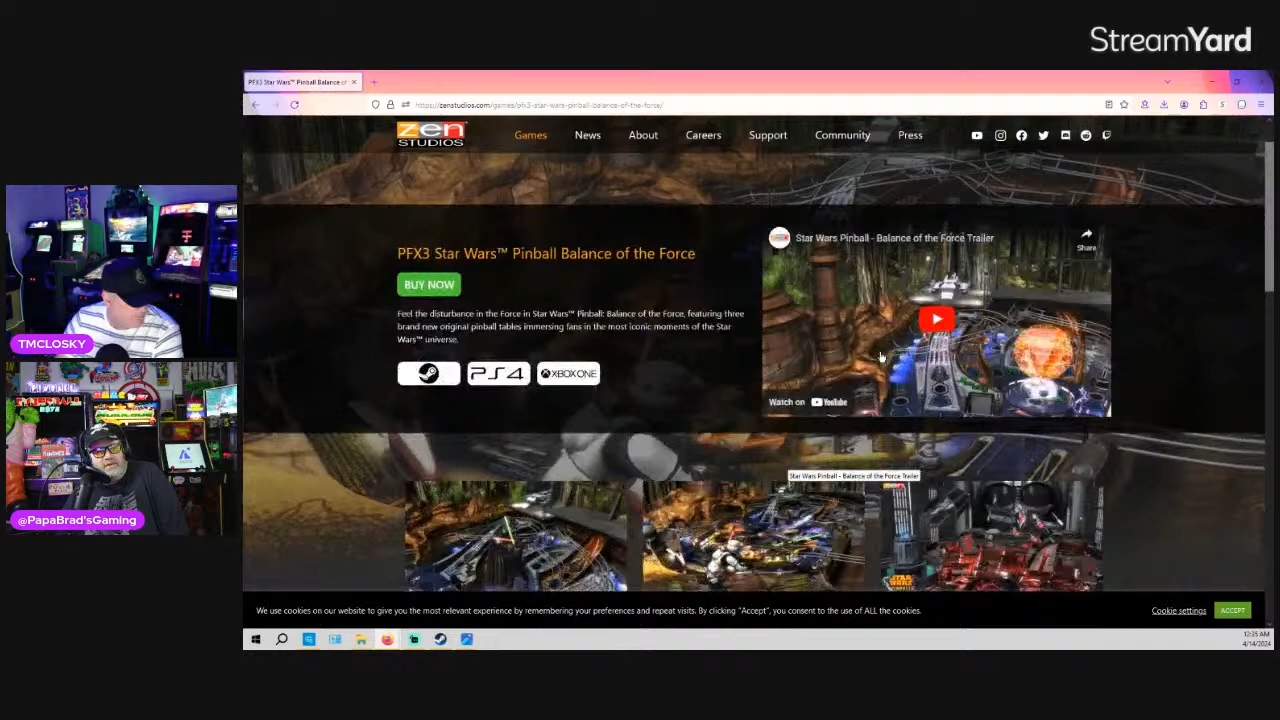 StreamYard
PFX3 Star Wars™ Pinball Balance of
https://zenstudios.com/games/pfx3-star-wars-pinball-balance-of-the-force/
zen
STUDIOS
Games News About Careers Support Community Press
Star Wars Pinball - Balance of the Force Trailer
Share
PFX3 Star Wars™ Pinball Balance of the Force
BUY NOW
Feel the disturbance in the Force in Star Wars™ Pinball: Balance of the Force, featuring three
brand new original pinball tables immersing fans in the most iconic moments of the Star
Wars™ universe.
PS4
XBOX ONE
Watch on YouTube
Star Wars Pinball - Balance of the Force Trailer
STAR
WARS
TMCLOSKY
@PapaBrad'sGaming
We use cookies on our website to give you the most relevant experience by remembering your preferences and repeat visits. By clicking "Accept", you consent to the use of ALL the cookies.
Cookie settings
ACCEPT
12:35 AM
4/14/2024